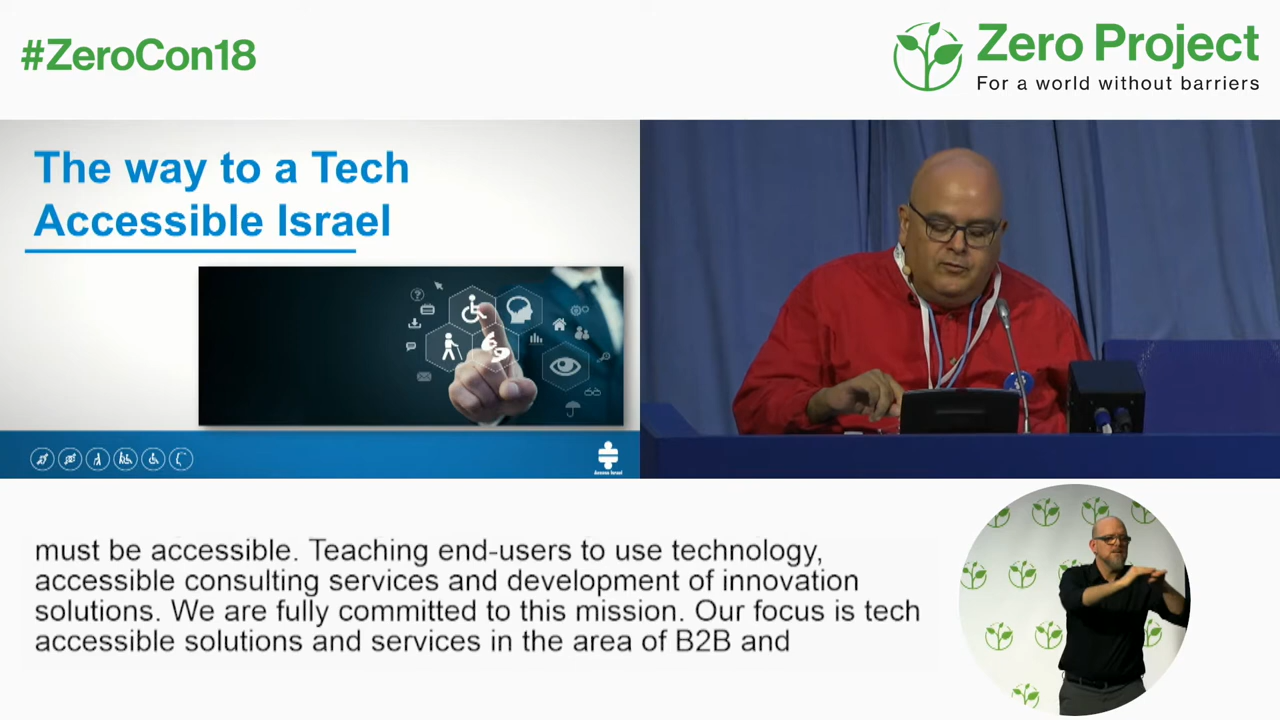 #ZeroCon18
Zero Project
For a world without barriers
The way to a Tech
Accessible Israel
Access Israel
must be accessible. Teaching end-users to use technology,
accessible consulting services and development of innovation
solutions. We are fully committed to this mission. Our focus is tech
accessible solutions and services in the area of B2B and